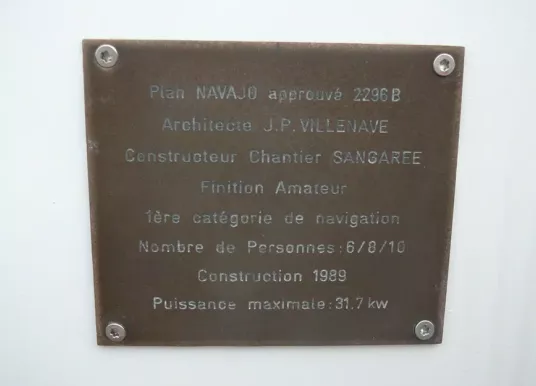 Plan NAVAJO approuvé 2296B
Architecte J.P. VILLENAVE
Constructeur Chantier SANGAREE
Finition Amateur
1ère catégorie de navigation
Nombre de Personnes:6/8/10
Construction 1989
Puissance maximale:31.7 kw